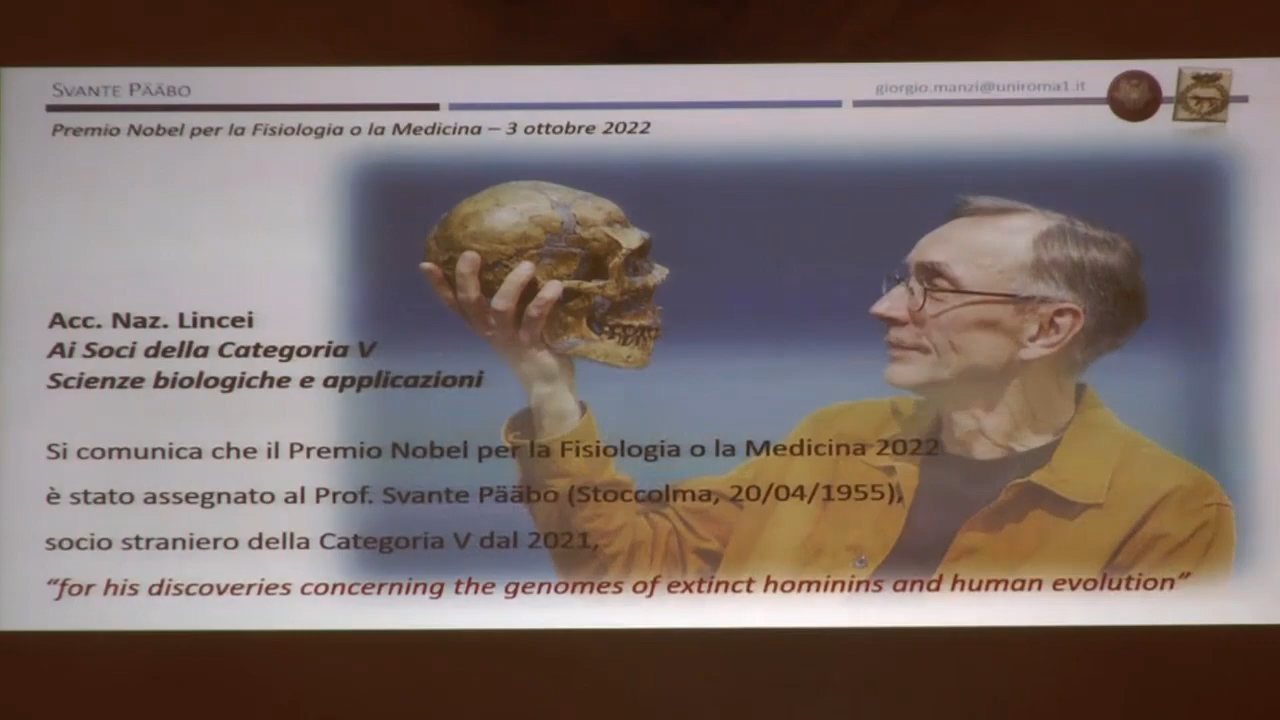 SVANTE PÄÄBO
giorgio.manzi@uniroma1.it
Premio Nobel per la Fisiologia o la Medicina – 3 ottobre 2022
Acc. Naz. Lincei
Ai Soci della Categoria V
Scienze biologiche e applicazioni
Si comunica che il Premio Nobel per la Fisiologia o la Medicina 2022
è stato assegnato al Prof. Svante Pääbo (Stoccolma, 20/04/1955),
socio straniero della Categoria V dal 2021,
“for his discoveries concerning the genomes of extinct hominins and human evolution”